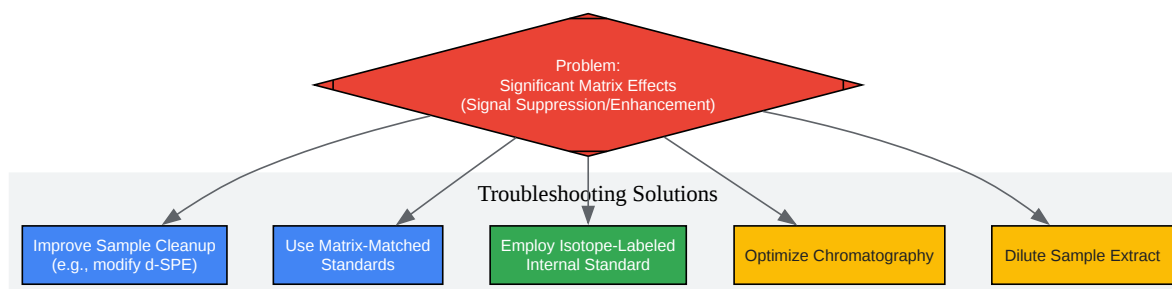 Problem:
Significant Matrix Effects
(Signal Suppression/Enhancement)
Troubleshooting Solutions
Improve Sample Cleanup
(e.g., modify d-SPE)
Use Matrix-Matched
Standards
Employ Isotope-Labeled
Internal Standard
Optimize Chromatography
Dilute Sample Extract